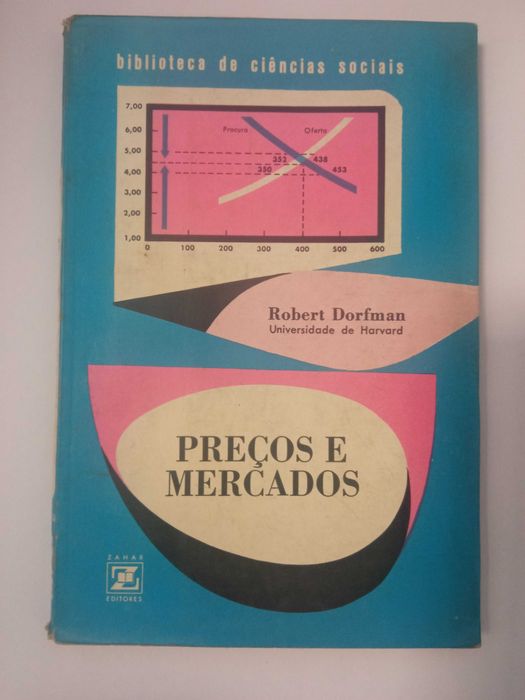 biblioteca de ciências sociais
7,00
6,00
5,00
4,00
3,00
2,00
1,00
Procura
Oferta
352
438
350
453
0 100 200 300 400 500 600
Robert Dorfman
Universidade de Harvard
PREÇOS E
MERCADOS
ZAHAR
EDITORES